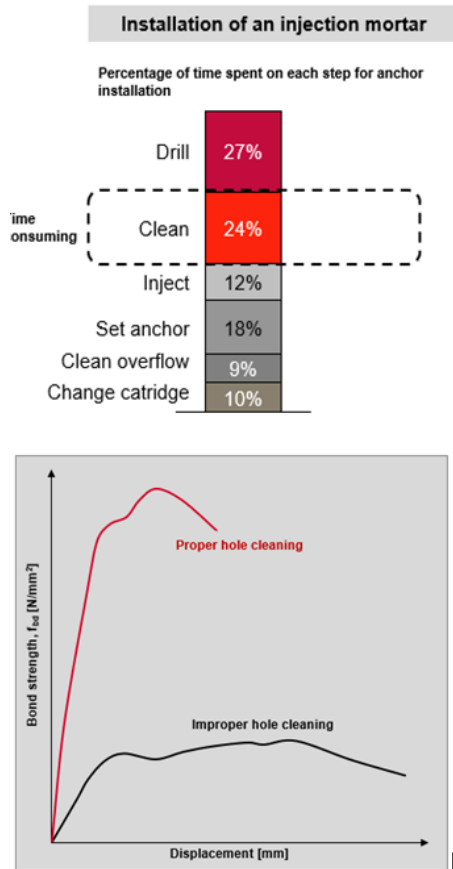 Installation of an injection mortar
Percentage of time spent on each step for anchor
installation
Drill
27%
ime
onsuming
Clean
24%
Inject
12%
Set anchor
18%
Clean overflow
9%
Change catridge
10%
Bond strength, fbd [N/mm²]
Proper hole cleaning
Improper hole cleaning
Displacement [mm]